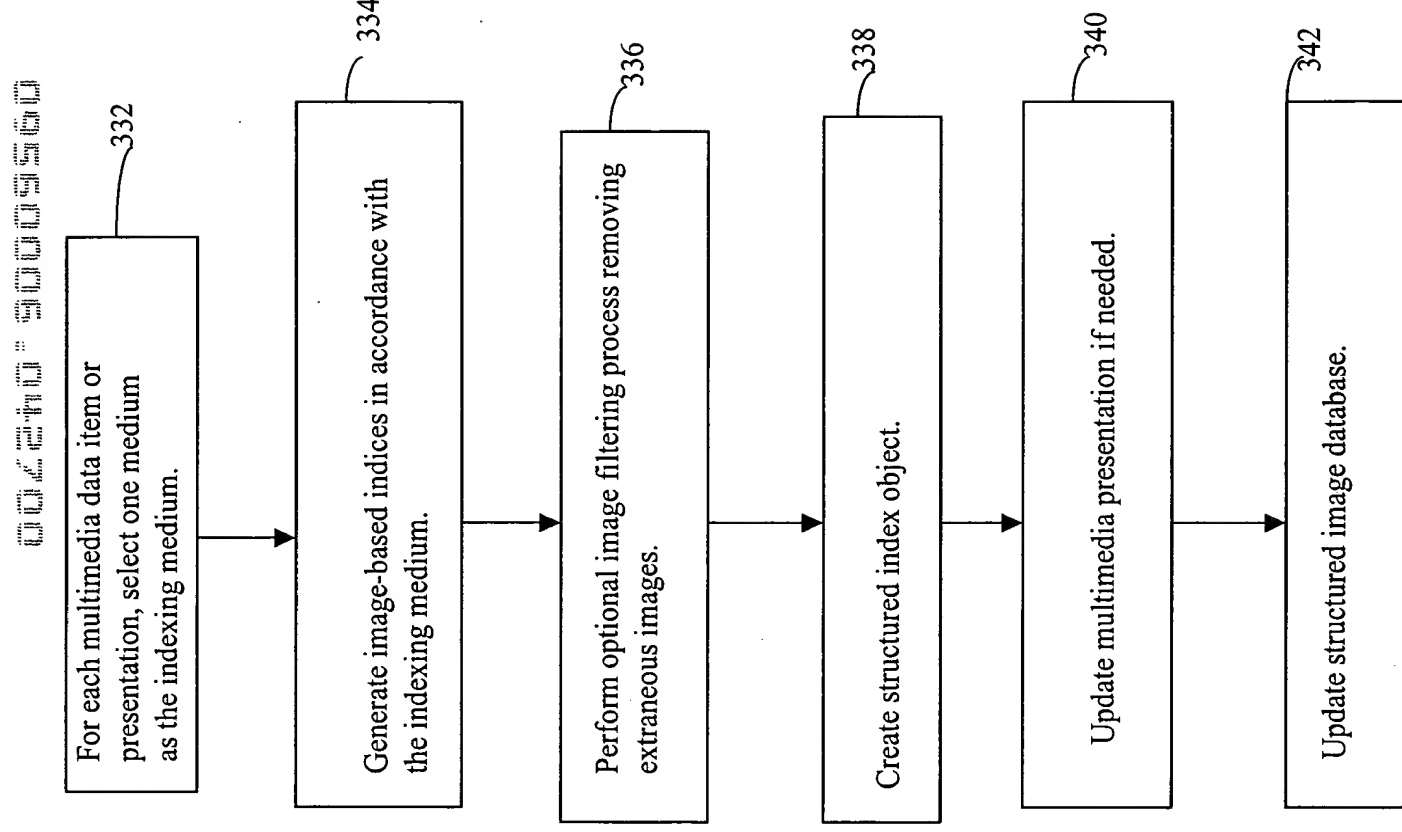 09560006.042700
332
For each multimedia data item or
presentation, select one medium
as the indexing medium.
334
Generate image-based indices in accordance with
the indexing medium.
336
Perform optional image filtering process removing
extraneous images.
338
Create structured index object.
340
Update multimedia presentation if needed.
342
Update structured image database.